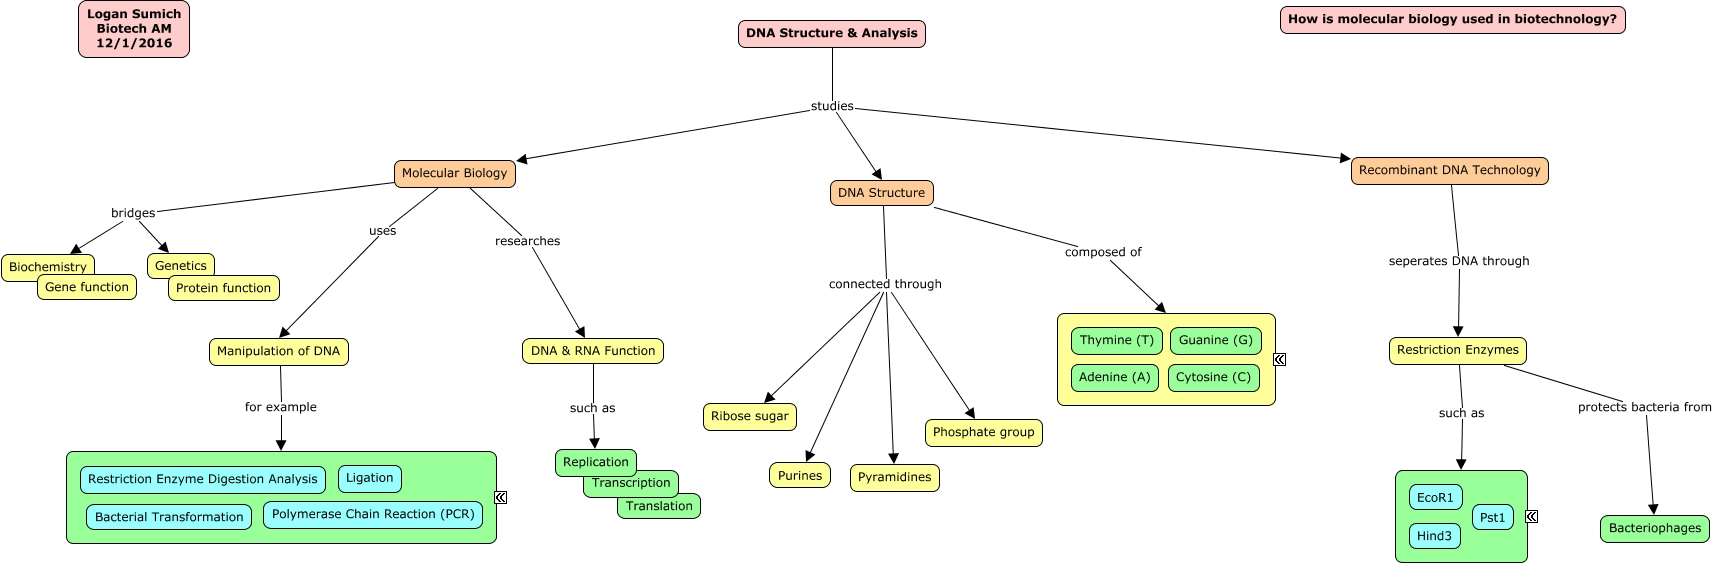 Logan Sumich
Biotech AM
12/1/2016
DNA Structure & Analysis
How is molecular biology used in biotechnology?
studies
Molecular Biology
DNA Structure
Recombinant DNA Technology
bridges
uses
researches
composed of
seperates DNA through
Biochemistry
Gene function
Genetics
Protein function
connected through
Manipulation of DNA
DNA & RNA Function
Thymine (T)
Guanine (G)
Adenine (A)
Cytosine (C)
Restriction Enzymes
for example
such as
Ribose sugar
Phosphate group
Purines
Pyramidines
such as
protects bacteria from
Restriction Enzyme Digestion Analysis
Ligation
Bacterial Transformation
Polymerase Chain Reaction (PCR)
Replication
Transcription
Translation
EcoR1
Pst1
Hind3
Bacteriophages